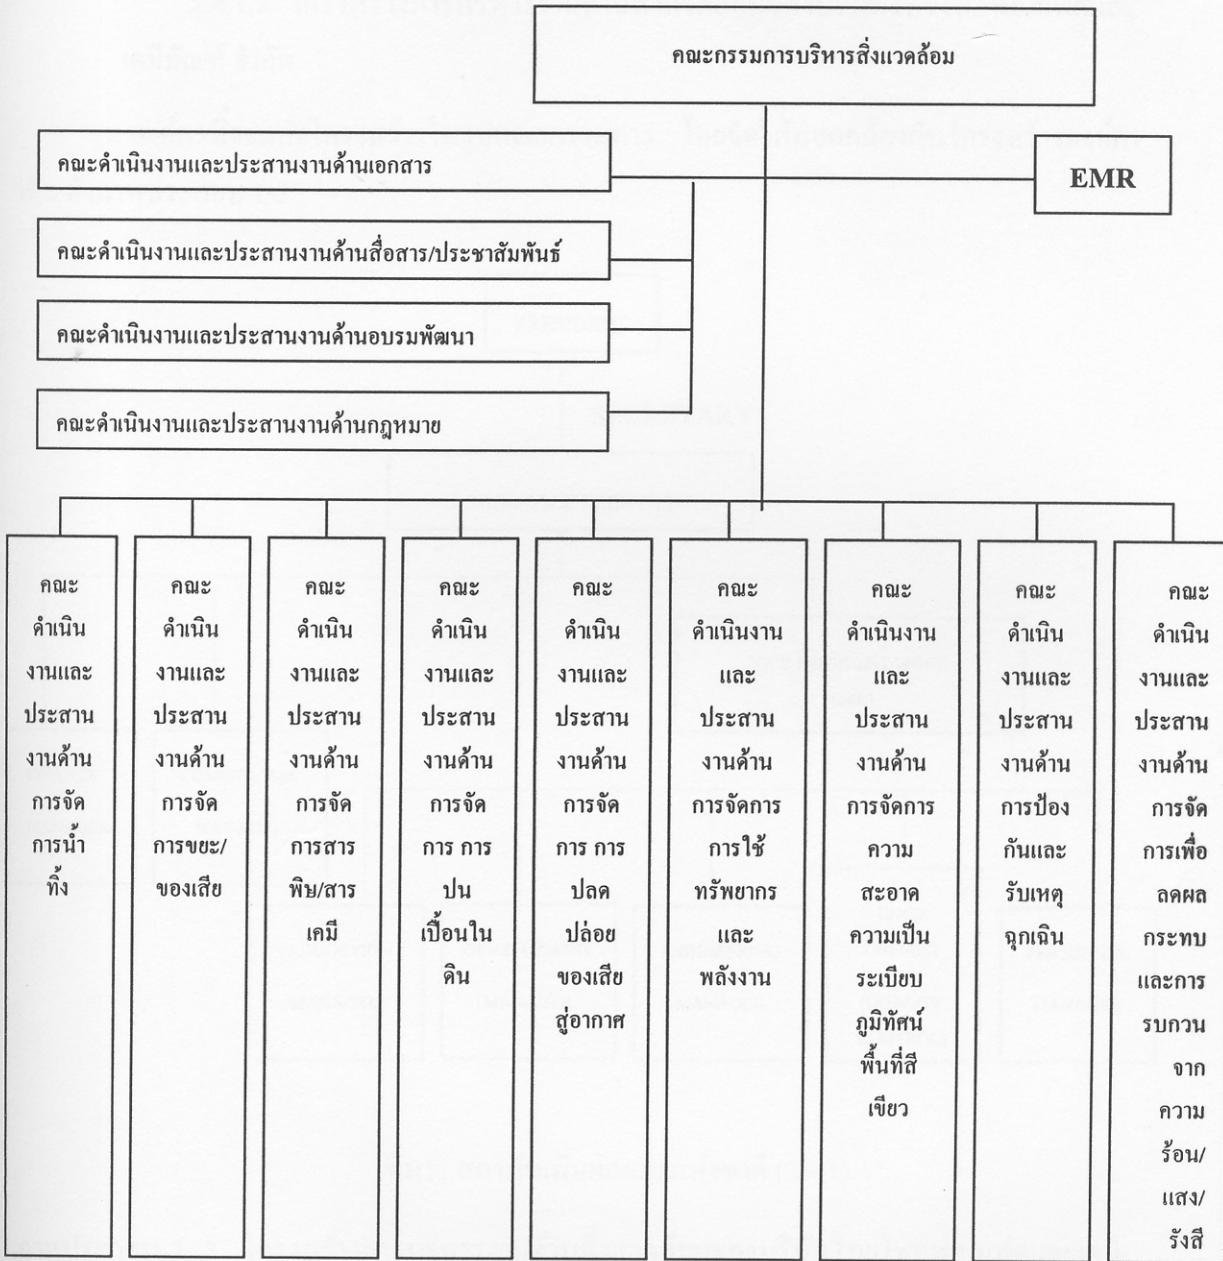 คณะกรรมการบริหารสิ่งแวดล้อม
คณะดำเนินงานและประสานงานด้านเอกสาร
EMR
คณะดำเนินงานและประสานงานด้านสื่อสาร/ประชาสัมพันธ์
คณะดำเนินงานและประสานงานด้านอบรมพัฒนา
คณะดำเนินงานและประสานงานด้านกฎหมาย
คณะ
ดำเนิน
งานและ
ประสาน
งานด้าน
การจัด
การน้ำ
ทิ้ง
คณะ
ดำเนิน
งานและ
ประสาน
งานด้าน
การจัด
การขยะ/
ของเสีย
คณะ
ดำเนิน
งานและ
ประสาน
งานด้าน
การจัด
การสาร
พิษ/สาร
เคมี
คณะ
ดำเนิน
งานและ
ประสาน
งานด้าน
การจัด
การ การ
ปน
เปื้อนใน
ดิน
คณะ
ดำเนิน
งานและ
ประสาน
งานด้าน
การจัด
การ การ
ปลด
ปล่อย
ของเสีย
สู่อากาศ
คณะ
ดำเนินงาน
และ
ประสาน
งานด้าน
การจัดการ
การใช้
ทรัพยากร
และ
พลังงาน
คณะ
ดำเนินงาน
และ
ประสาน
งานด้าน
การจัดการ
ความ
สะอาด
ความเป็น
ระเบียบ
ภูมิทัศน์
พื้นที่สี
เขียว
คณะ
ดำเนิน
งานและ
ประสาน
งานด้าน
การป้อง
กันและ
รับเหตุ
ฉุกเฉิน
คณะ
ดำเนิน
งานและ
ประสาน
งานด้าน
การจัด
การเพื่อ
ลดผล
กระทบ
และการ
รบกวน
จาก
ความ
ร้อน/
แสง/
รังสี